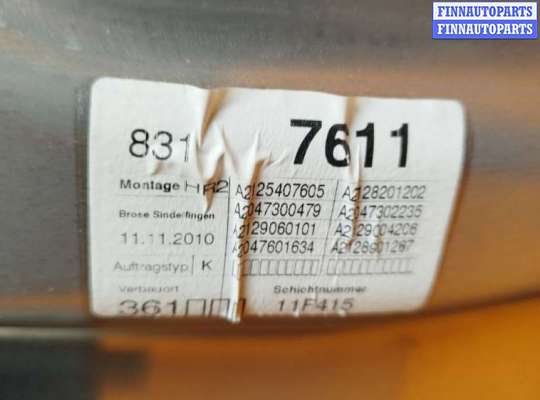 FINNAUTOPARTS
FINNAUTOPARTS
831 7611
Montage HR2 A2125407605 A2128201202
A2047300479 A2047302235
Brose Sindelfingen A2129060101 A2129004206
11.11.2010 A2047601634 A2128901267
Auftragstyp K
Verbauort Schichtnummer
361 11F415